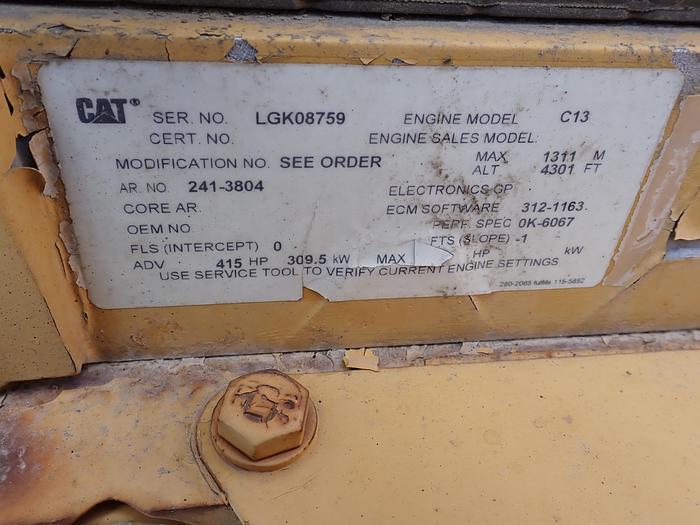 CAT® SER. NO. LGK08759 ENGINE MODEL C13
CERT. NO. ENGINE SALES MODEL:
MODIFICATION NO. SEE ORDER MAX ALT 1311 M 4301 FT
AR. NO. 241-3804 ELECTRONICS GP
CORE AR. ECM SOFTWARE 312-1163.
OEM NO. PERF. SPEC 0K-6067
FLS (INTERCEPT) 0 FTS (SLOPE) -1
ADV 415 HP 309.5 kW MAX HP kW
USE SERVICE TOOL TO VERIFY CURRENT ENGINE SETTINGS